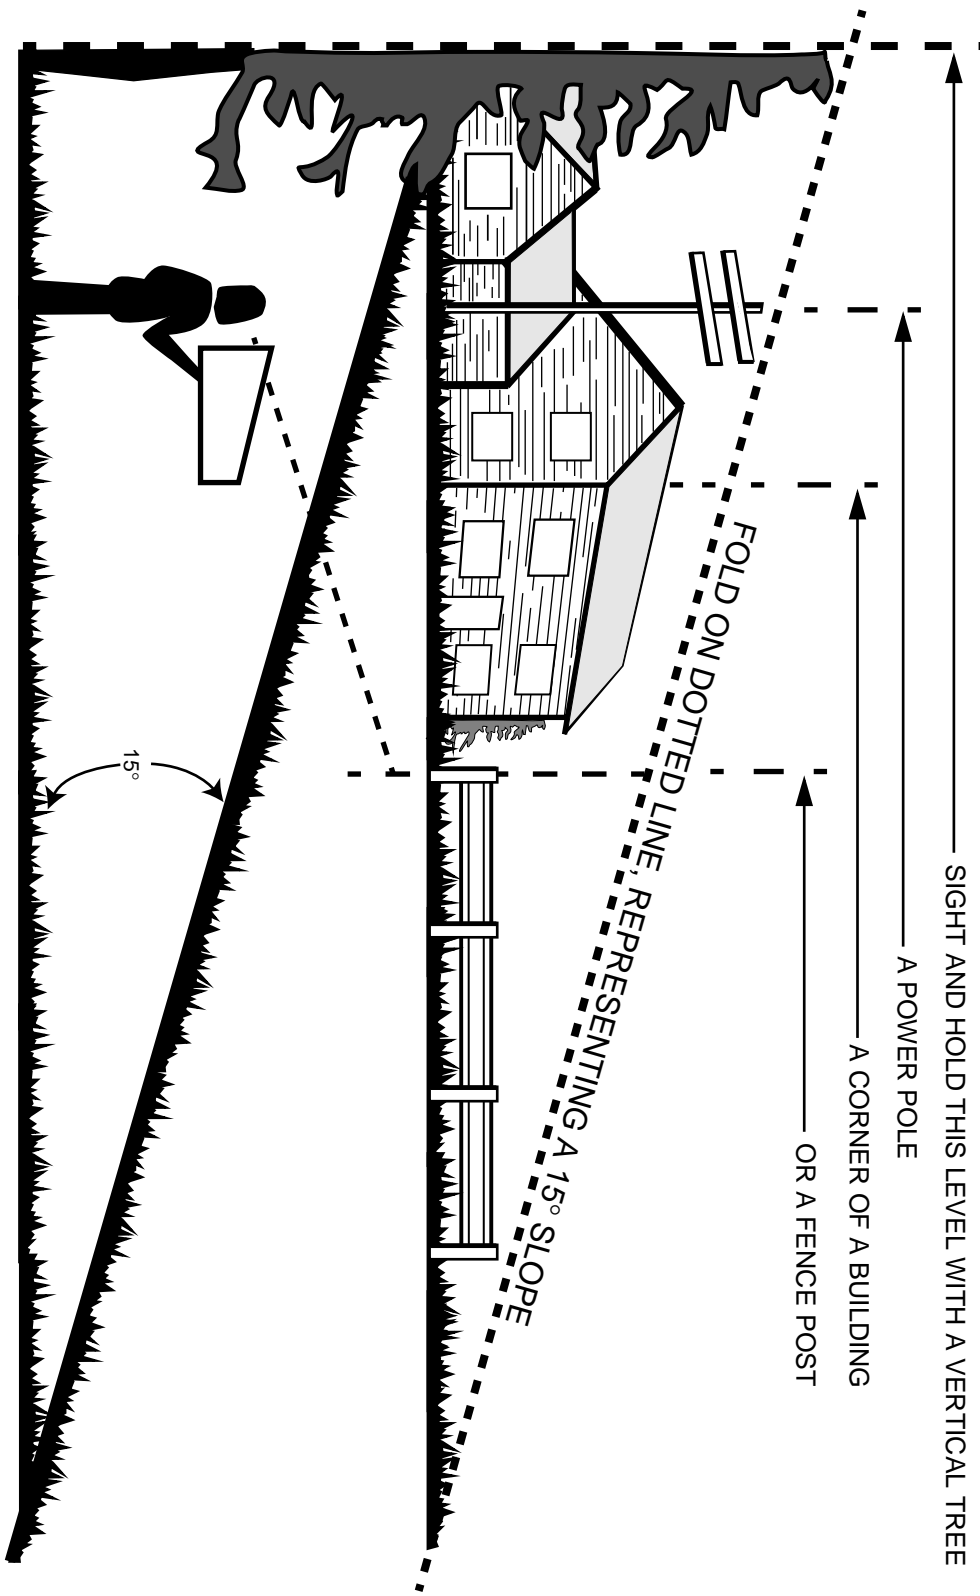 SIGHT AND HOLD THIS LEVEL WITH A VERTICAL TREE
A POWER POLE
A CORNER OF A BUILDING
OR A FENCE POST
FOLD ON DOTTED LINE, REPRESENTING A 15° SLOPE
15°